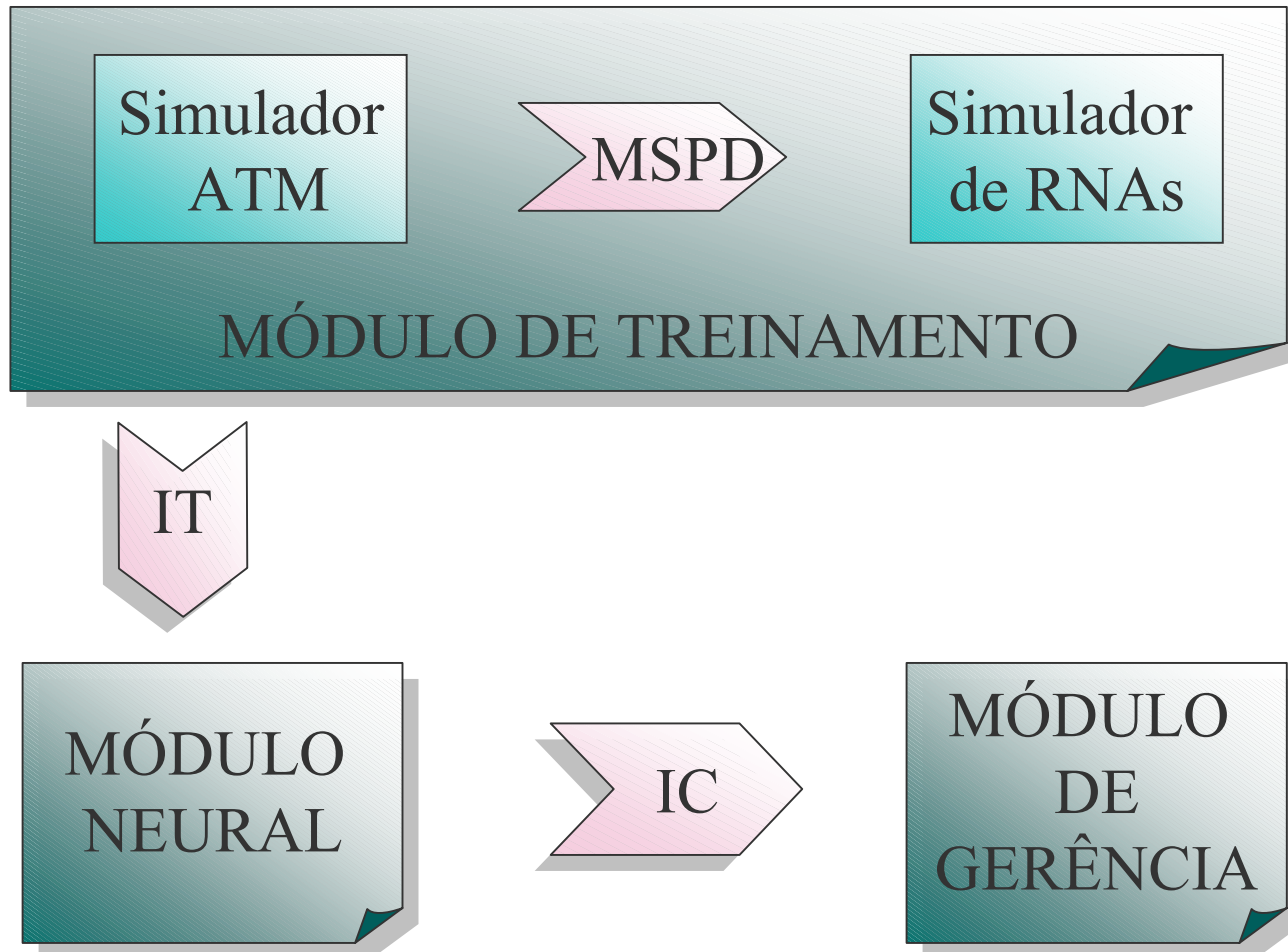 Simulador
ATM
MSPD
Simulador
de RNAs
MÓDULO DE TREINAMENTO
IT
MÓDULO
NEURAL
IC
MÓDULO
DE
GERÊNCIA